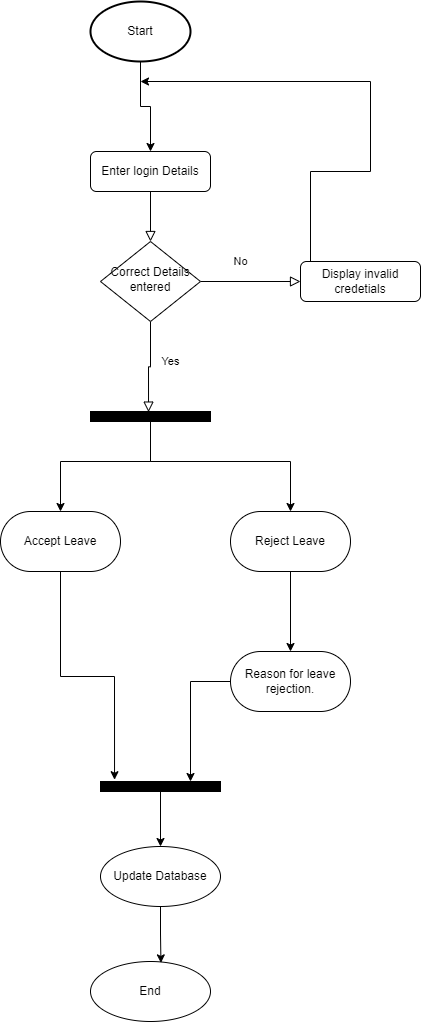 Start
Enter login Details
Correct Details
entered
No
Display invalid
credetials
Yes
Accept Leave
Reject Leave
Reason for leave
rejection.
Update Database
End